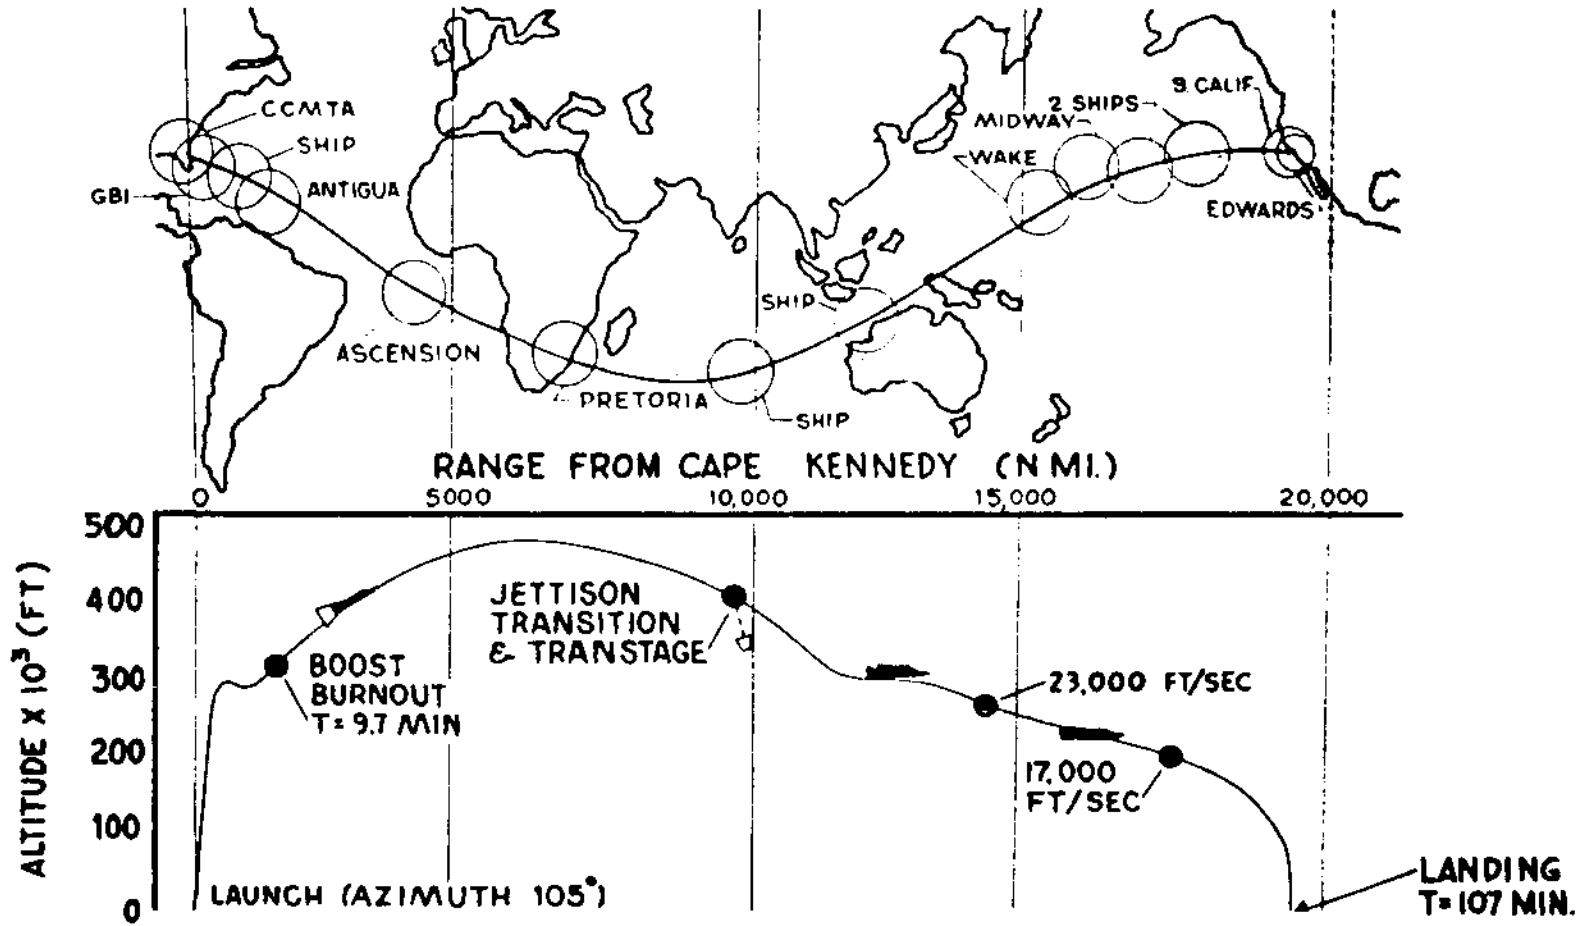 CCMTA
SHIP
GBI
ANTIGUA
ASCENSION
PRETORIA
SHIP
SHIP
WAKE
MIDWAY
2 SHIPS
S. CALIF.
EDWARDS
RANGE FROM CAPE KENNEDY (N MI.)
0 5000 10,000 15,000 20,000
ALTITUDE X 10³ (FT)
500
400
300
200
100
0
BOOST
BURNOUT
T= 9.7 MIN
JETTISON
TRANSITION
& TRANSTAGE
23,000 FT/SEC
17,000
FT/SEC
LAUNCH (AZIMUTH 105°)
LANDING
T= 107 MIN.